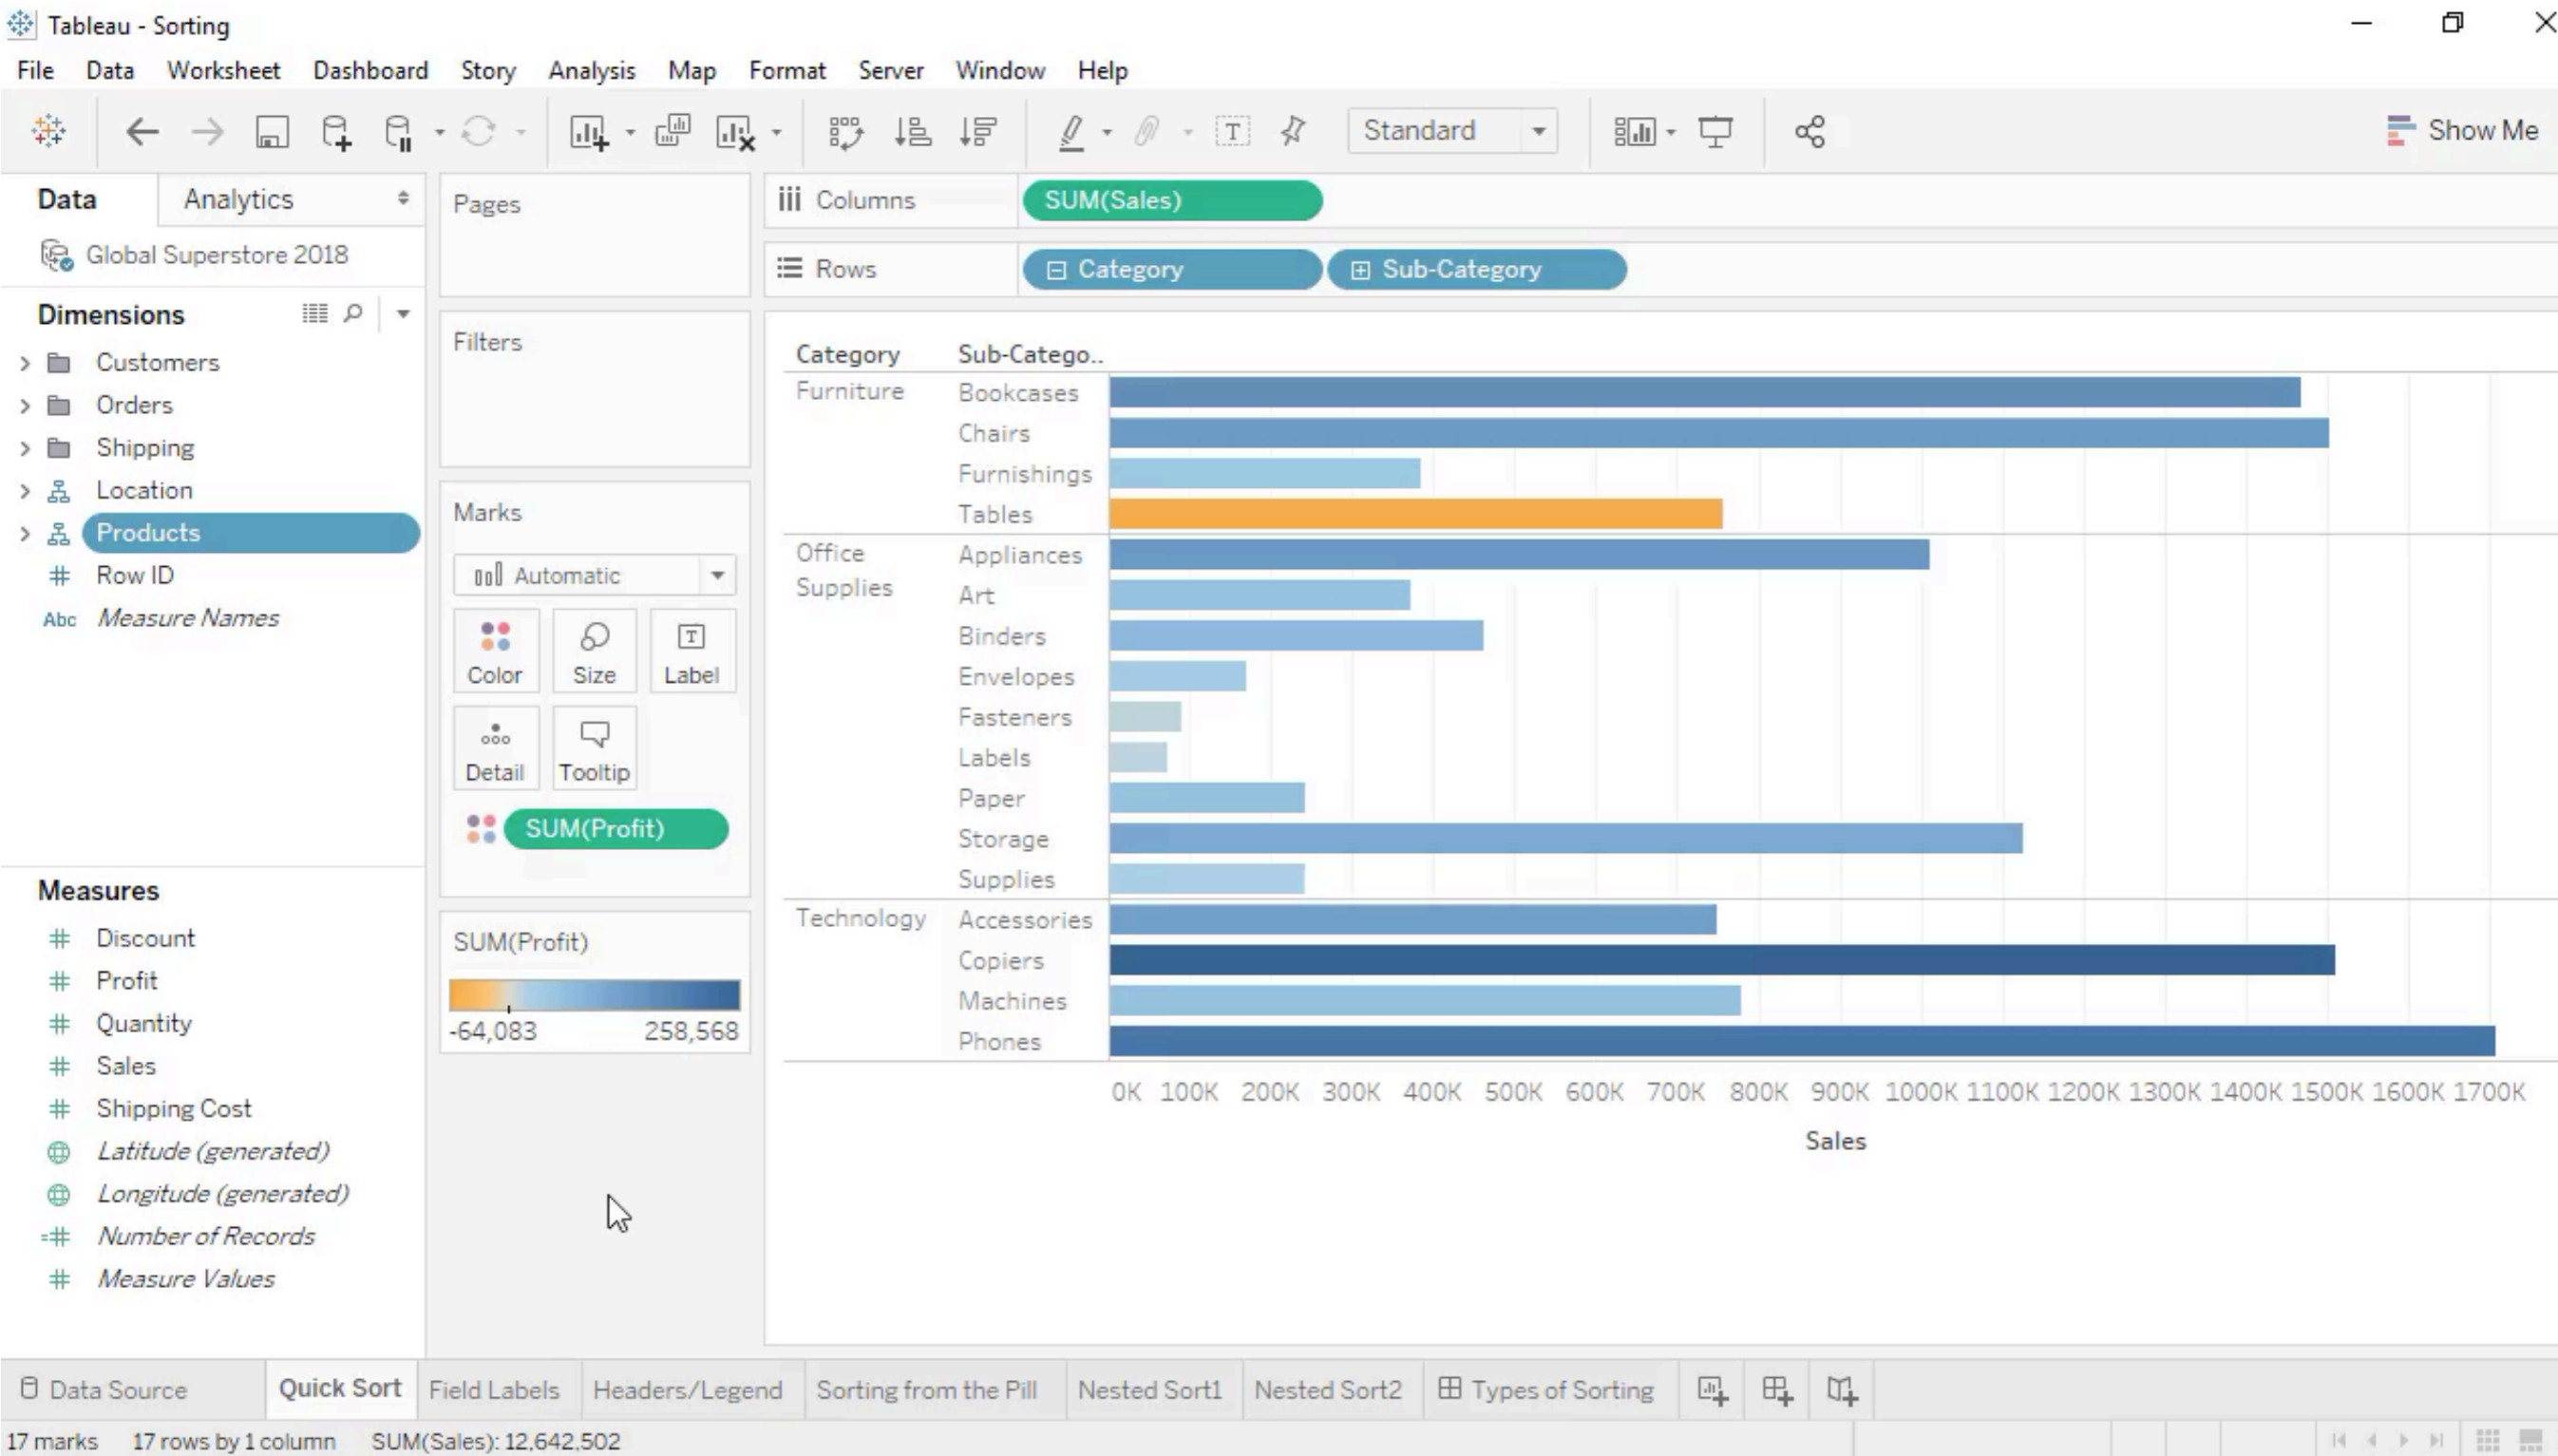 Tableau - Sorting
File Data Worksheet Dashboard Story Analysis Map Format Server Window Help
Standard
Show Me
Data Analytics
Global Superstore 2018
Dimensions
Customers
Orders
Shipping
Location
Products
Row ID
Abc Measure Names
Measures
Discount
Profit
Quantity
Sales
Shipping Cost
Latitude (generated)
Longitude (generated)
Number of Records
Measure Values
Pages
Filters
Marks
Automatic
Color Size Label
Detail Tooltip
SUM(Profit)
SUM(Profit)
-64,083 258,568
Columns SUM(Sales)
Rows Category Sub-Category
Category Sub-Catego..
Furniture Bookcases
Chairs
Furnishings
Tables
Office Supplies Appliances
Art
Binders
Envelopes
Fasteners
Labels
Paper
Storage
Supplies
Technology Accessories
Copiers
Machines
Phones
0K 100K 200K 300K 400K 500K 600K 700K 800K 900K 1000K 1100K 1200K 1300K 1400K 1500K 1600K 1700K
Sales
Data Source Quick Sort Field Labels Headers/Legend Sorting from the Pill Nested Sort1 Nested Sort2 Types of Sorting
17 marks 17 rows by 1 column SUM(Sales): 12,642,502